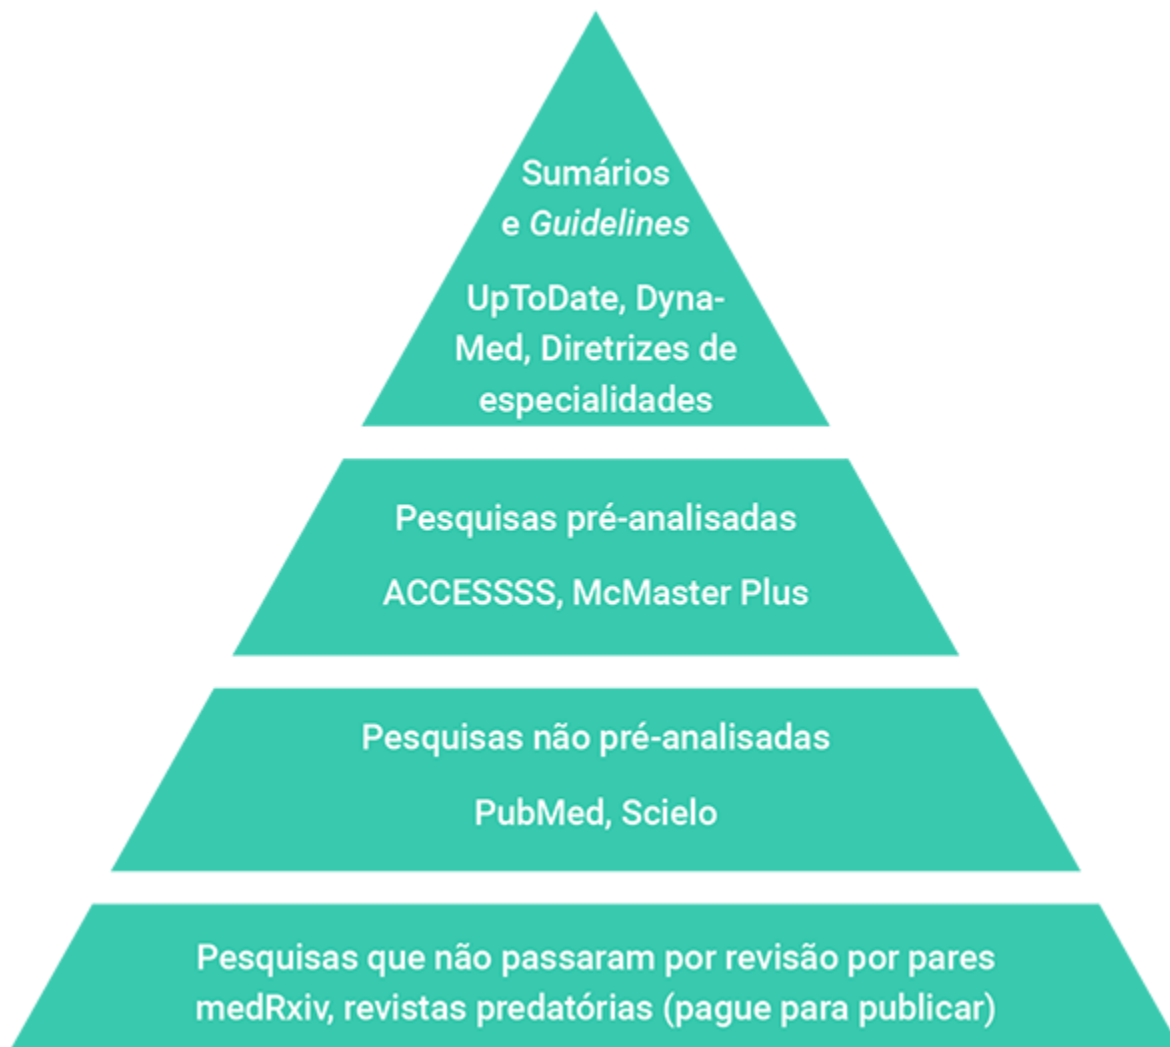 Sumários
e Guidelines
UpToDate, Dyna-
Med, Diretrizes de
especialidades
Pesquisas pré-analisadas
ACCESSSS, McMaster Plus
Pesquisas não pré-analisadas
PubMed, Scielo
Pesquisas que não passaram por revisão por pares
medRxiv, revistas predatórias (pague para publicar)